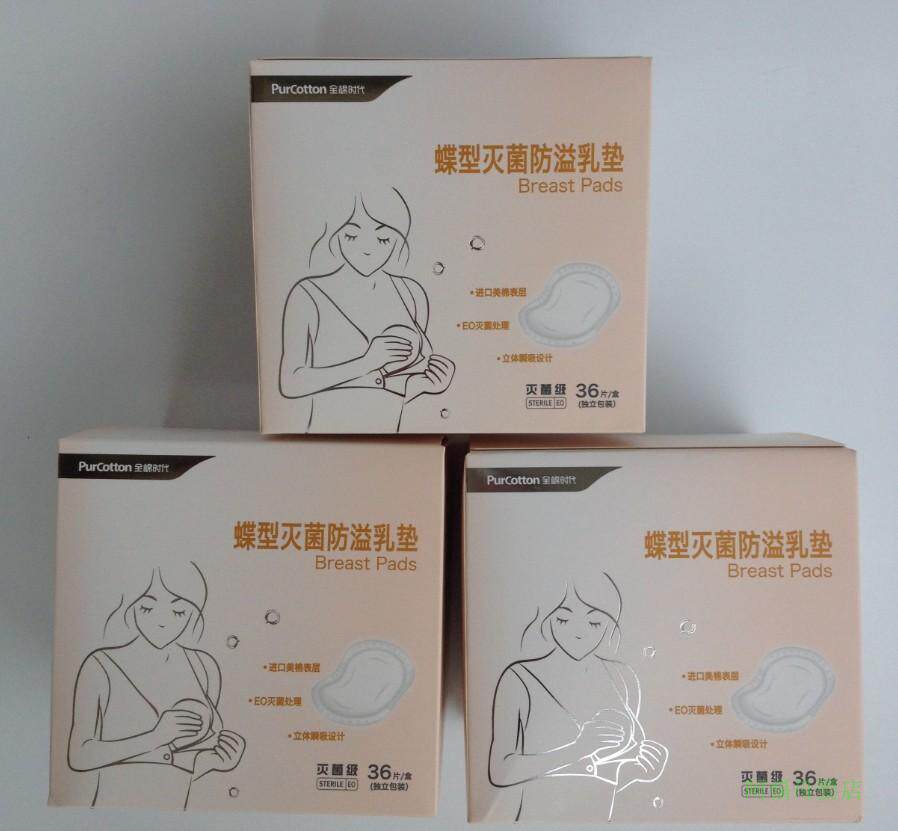 PurCotton 全棉时代
蝶型灭菌防溢乳垫
Breast Pads
•进口美棉表层
•EO灭菌处理
•立体瞬吸设计
灭菌级 36片/盒
STERILE EO (独立包装)
PurCotton 全棉时代
蝶型灭菌防溢乳垫
Breast Pads
•进口美棉表层
•EO灭菌处理
•立体瞬吸设计
灭菌级 36片/盒
STERILE EO (独立包装)
PurCotton 全棉时代
蝶型灭菌防溢乳垫
Breast Pads
•进口美棉表层
•EO灭菌处理
•立体瞬吸设计
灭菌级 36片/盒
STERILE EO (独立包装)
店